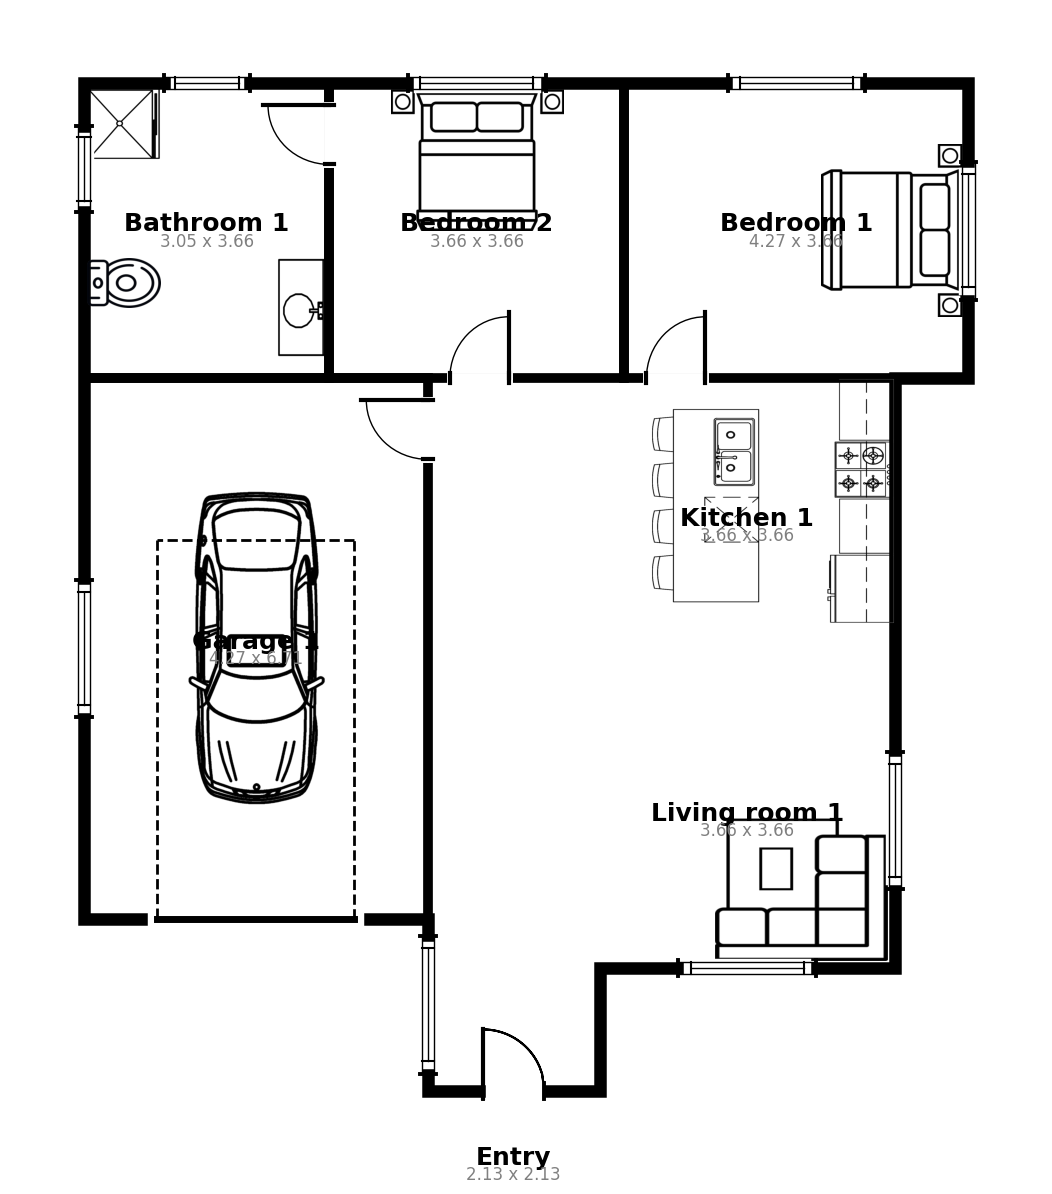 Bathroom 1
3.05 x 3.66
Bedroom 2
3.66 x 3.66
Bedroom 1
4.27 x 3.66
Kitchen 1
3.66 x 3.66
Garage 1
4.27 x 6.71
Living room 1
3.66 x 3.66
Entry
2.13 x 2.13